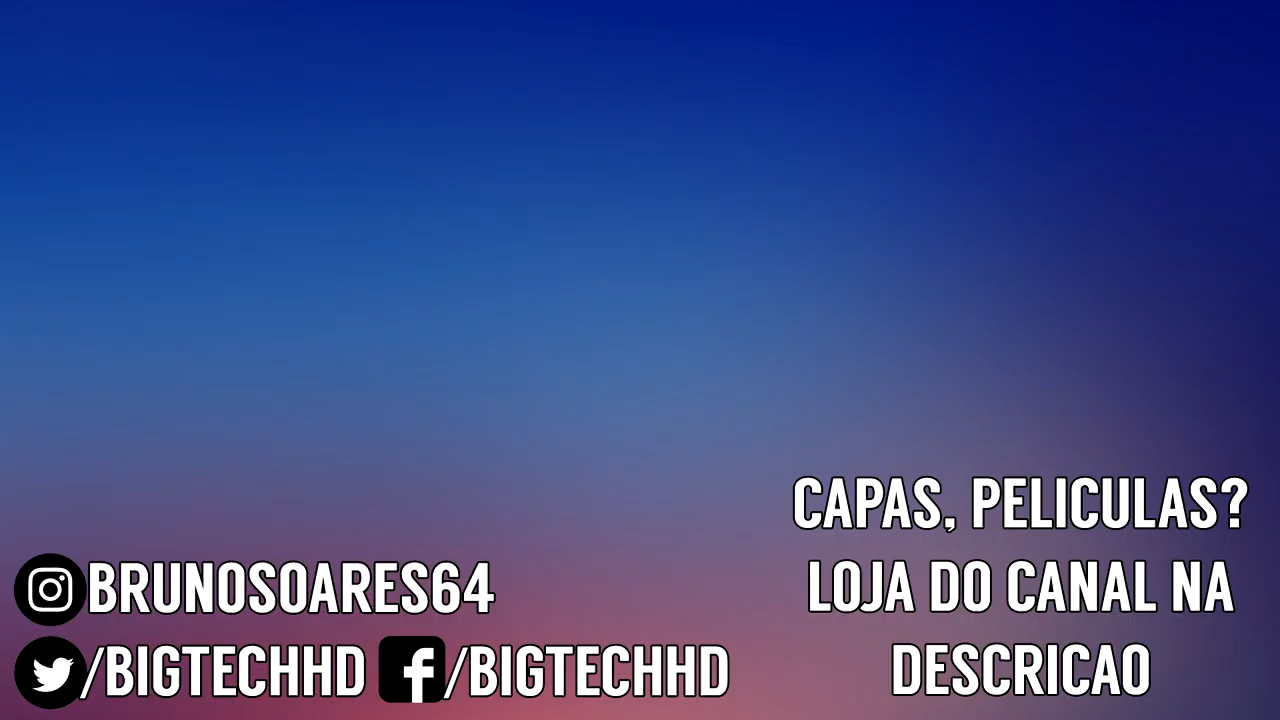 CAPAS, PELICULAS?
LOJA DO CANAL NA
DESCRICAO
BRUNOSOARES64
/BIGTECHHD /BIGTECHHD